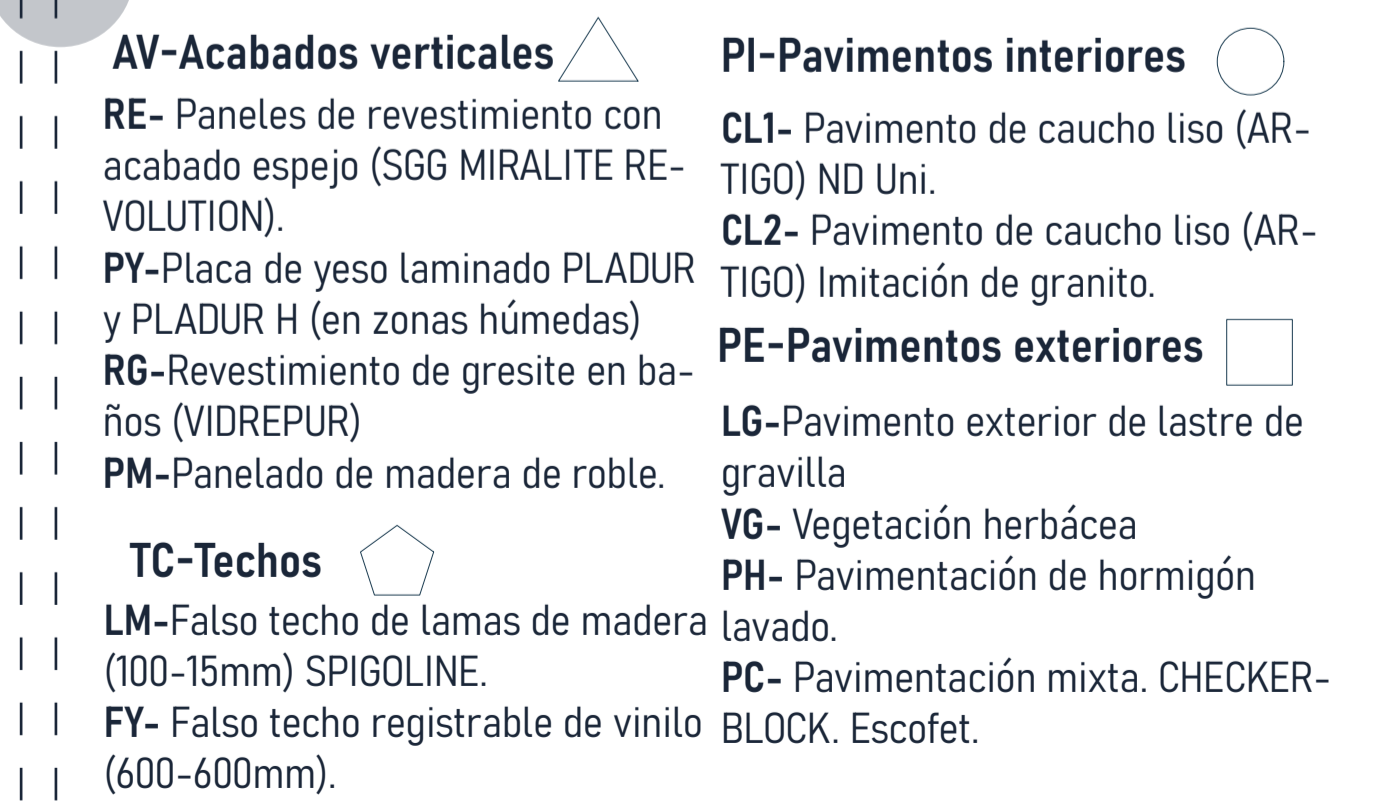 AV-Acabados verticales
RE- Paneles de revestimiento con
acabado espejo (SGG MIRALITE RE-
VOLUTION).
PY-Placa de yeso laminado PLADUR
y PLADUR H (en zonas húmedas)
RG-Revestimiento de gresite en ba-
ños (VIDREPUR)
PM-Panelado de madera de roble.
TC-Techos
LM-Falso techo de lamas de madera
(100-15mm) SPIGOLINE.
FY- Falso techo registrable de vinilo
(600-600mm).
PI-Pavimentos interiores
CL1- Pavimento de caucho liso (AR-
TIGO) ND Uni.
CL2- Pavimento de caucho liso (AR-
TIGO) Imitación de granito.
PE-Pavimentos exteriores
LG-Pavimento exterior de lastre de
gravilla
VG- Vegetación herbácea
PH- Pavimentación de hormigón
lavado.
PC- Pavimentación mixta. CHECKER-
BLOCK. Escofet.